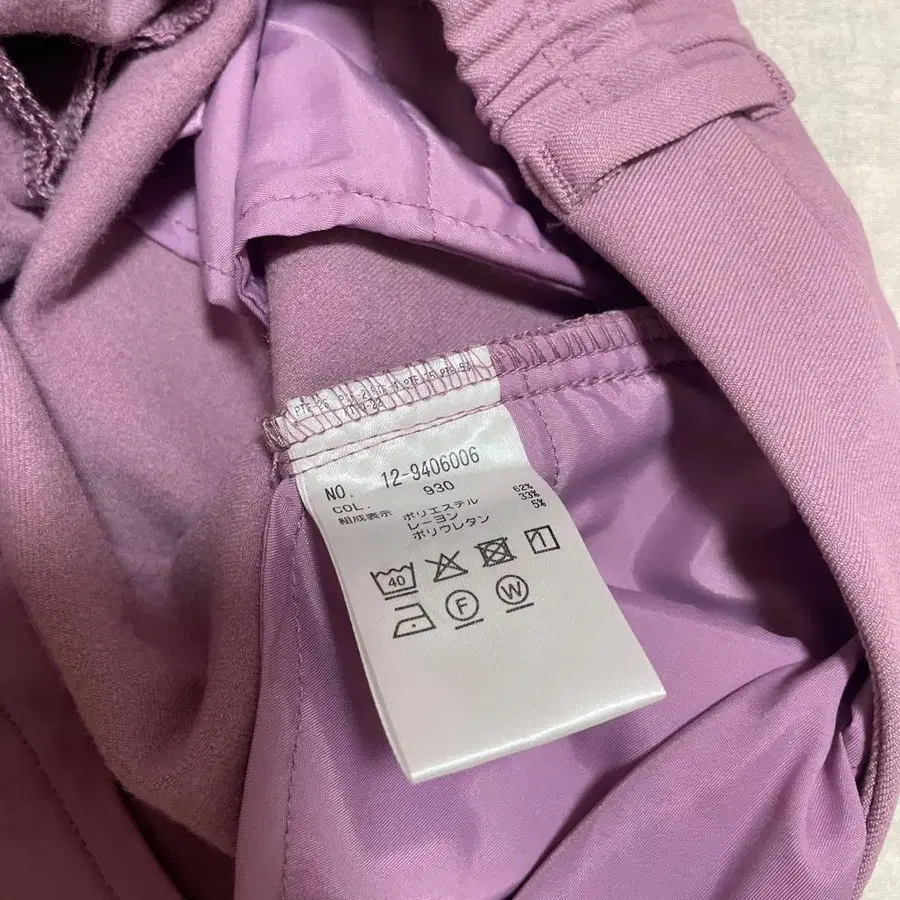 NO. 12-9406006
COL. 930
組成表示 ポリエステル 62%
レーヨン 33%
ポリウレタン 5%
40
1
F W